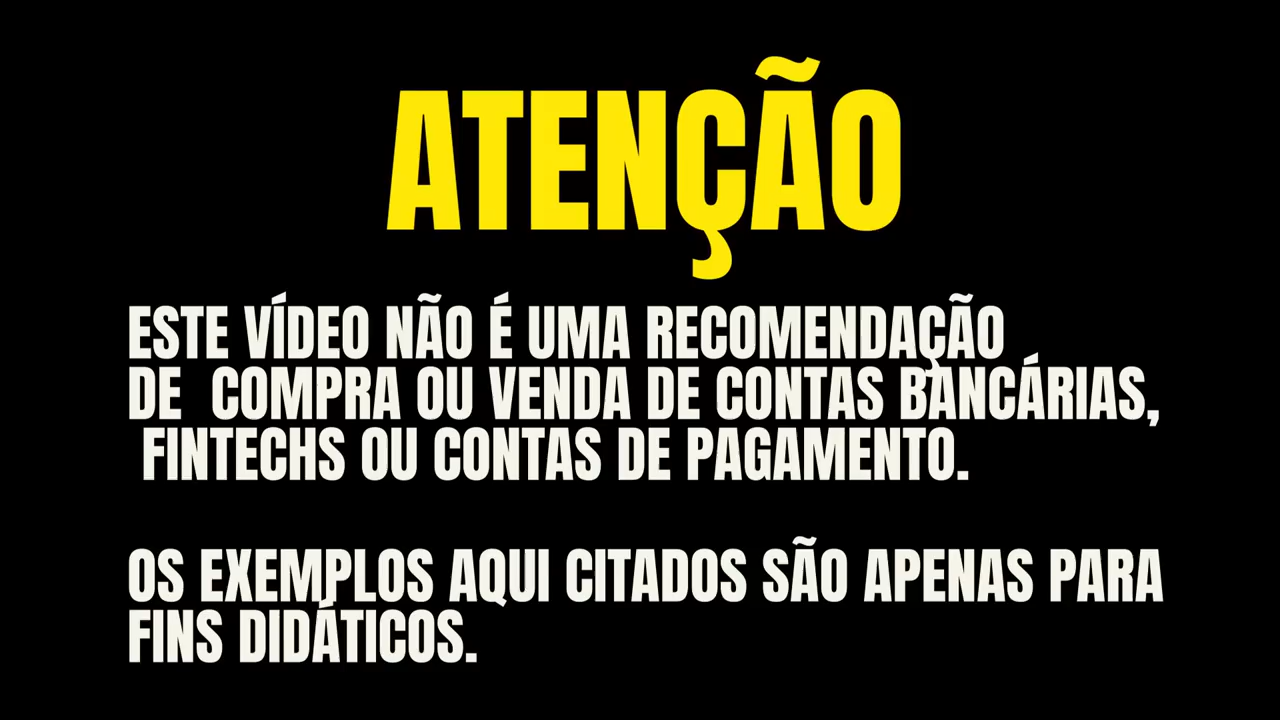 ATENÇÃO
ESTE VÍDEO NÃO É UMA RECOMENDAÇÃO
DE COMPRA OU VENDA DE CONTAS BANCÁRIAS,
FINTECHS OU CONTAS DE PAGAMENTO.
OS EXEMPLOS AQUI CITADOS SÃO APENAS PARA
FINS DIDÁTICOS.